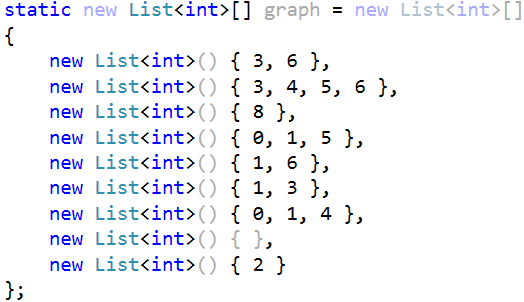 static new List<int>[] graph = new List<int>[]
{
    new List<int>() { 3, 6 },
    new List<int>() { 3, 4, 5, 6 },
    new List<int>() { 8 },
    new List<int>() { 0, 1, 5 },
    new List<int>() { 1, 6 },
    new List<int>() { 1, 3 },
    new List<int>() { 0, 1, 4 },
    new List<int>() { },
    new List<int>() { 2 }
};